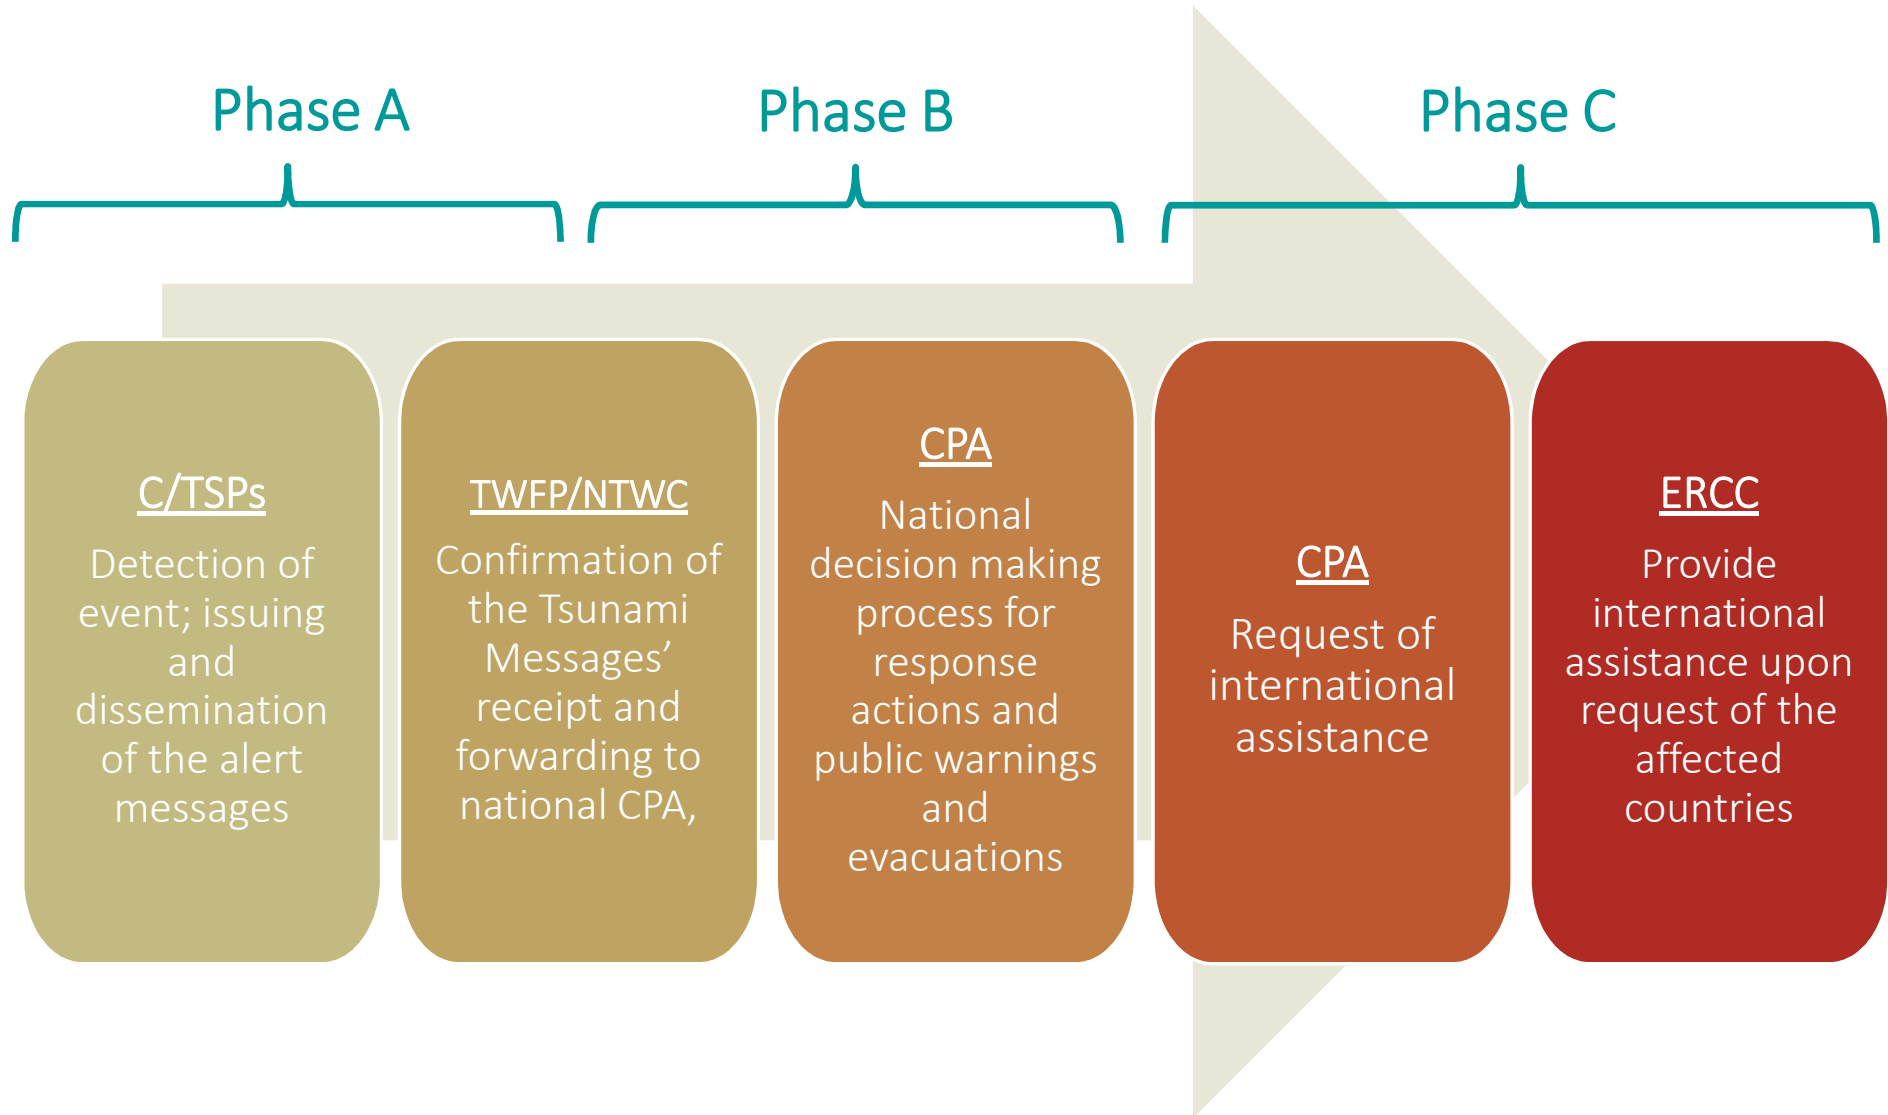 Phase A
Phase B
Phase C
C/TSPs
Detection of
event; issuing
and
dissemination
of the alert
messages
TWFP/NTWC
Confirmation of
the Tsunami
Messages’
receipt and
forwarding to
national CPA,
CPA
National
decision making
process for
response
actions and
public warnings
and
evacuations
CPA
Request of
international
assistance
ERCC
Provide
international
assistance upon
request of the
affected
countries